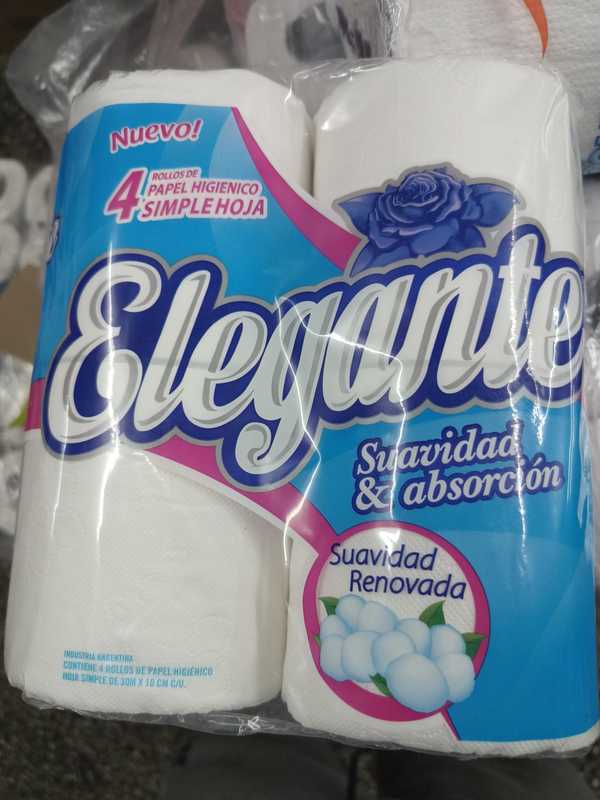 Nuevo!
4 ROLLOS DE
PAPEL HIGIENICO
SIMPLE HOJA
Elegante
Suavidad
& absorción
Suavidad
Renovada
INDUSTRIA ARGENTINA
CONTIENE 4 ROLLOS DE PAPEL HIGIÉNICO
HOJA SIMPLE DE 30M X 10 CM C/U.